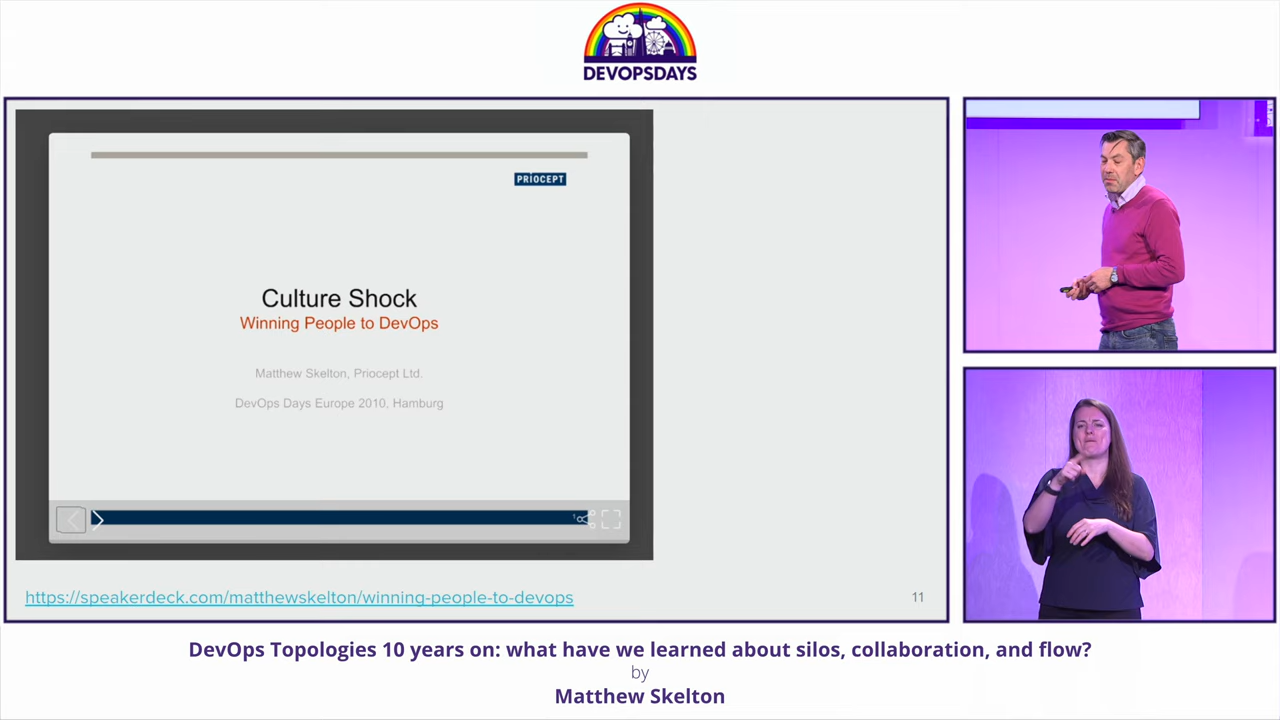 DEVOPSDAYS
PRIOCEPT
Culture Shock
Winning People to DevOps
Matthew Skelton, Priocept Ltd.
DevOps Days Europe 2010, Hamburg
https://speakerdeck.com/matthewskelton/winning-people-to-devops
11
DevOps Topologies 10 years on: what have we learned about silos, collaboration, and flow?
by
Matthew Skelton